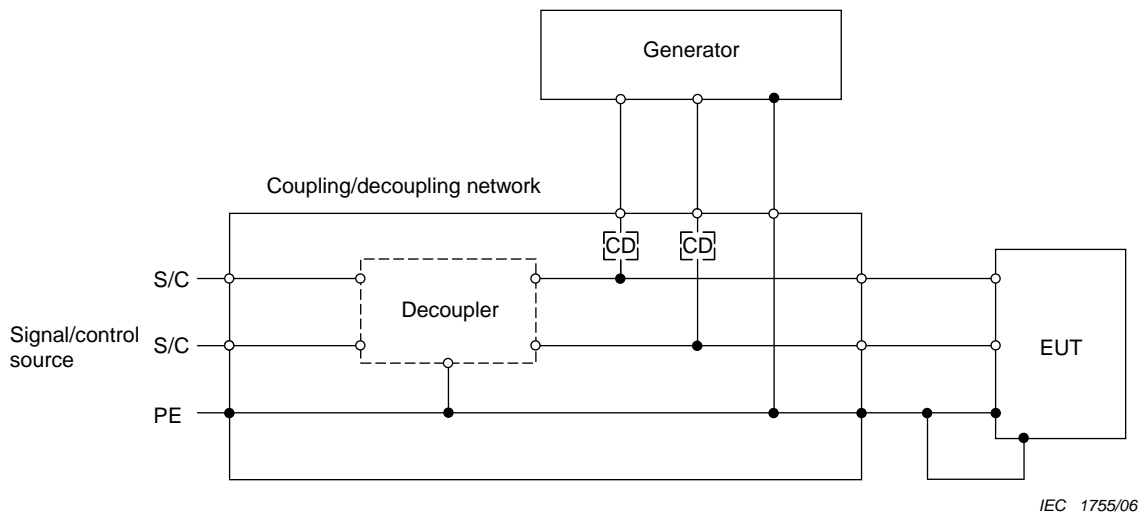 Generator
Coupling/decoupling network
CD CD
S/C
Decoupler
Signal/control
source
S/C
EUT
PE
IEC 1755/06